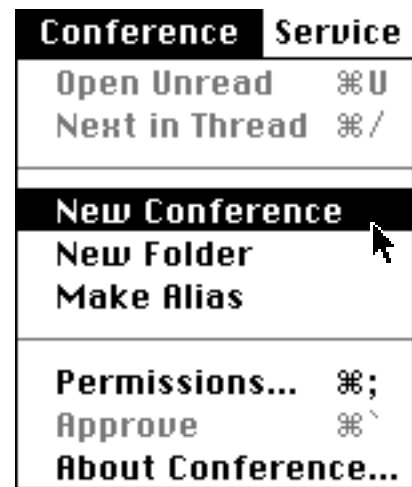 Conference Service
Open Unread ⌘U
Next in Thread ⌘/
New Conference
New Folder
Make Alias
Permissions... ⌘;
Approve ⌘`
About Conference...